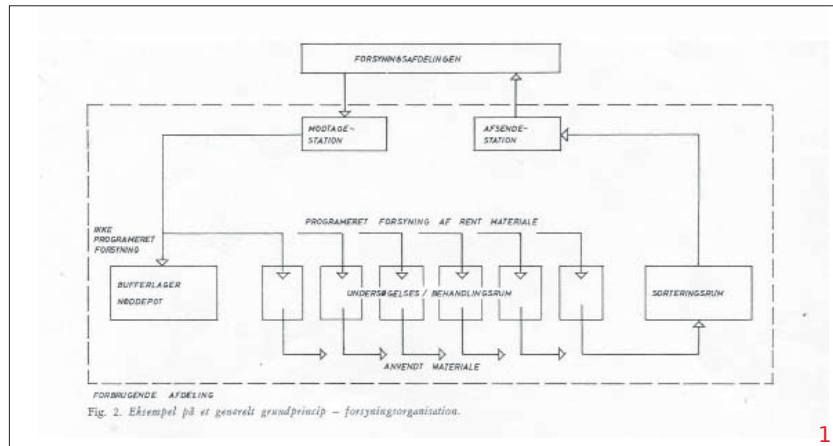 FORSYNINGSAFDELINGEN
MODTAGE-
STATION
AFSENDE-
STATION
PROGRAMERET FORSYNING AF RENT MATERIALE
IKKE
PROGRAMERET
FORSYNING
BUFFERLAGER
NØDDEPOT
UNDERSØGELSES / BEHANDLINGSRUM
SORTERINGSRUM
ANVENDT MATERIALE
FORBRUGENDE AFDELING
Fig. 2. Eksempel på et generelt grundprincip – forsyningsorganisation.
1